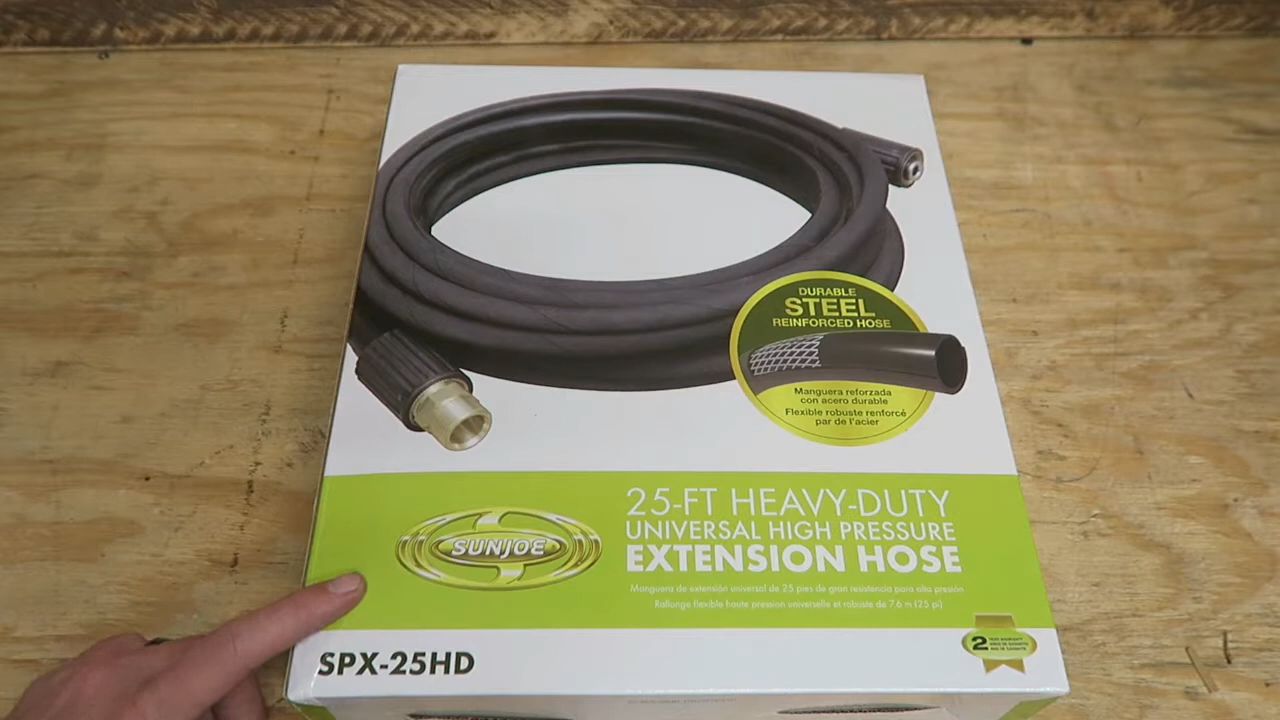 DURABLE
STEEL
REINFORCED HOSE
Manguera reforzada
con acero durable
Flexible robuste renforcé
par de l'acier
SUNJOE
25-FT HEAVY-DUTY
UNIVERSAL HIGH PRESSURE
EXTENSION HOSE
Manguera de extensión universal de 25 pies de gran resistencia para alta presión
Rallonge flexible haute pression universelle et robuste de 7.6 m (25 pi)
2
SPX-25HD